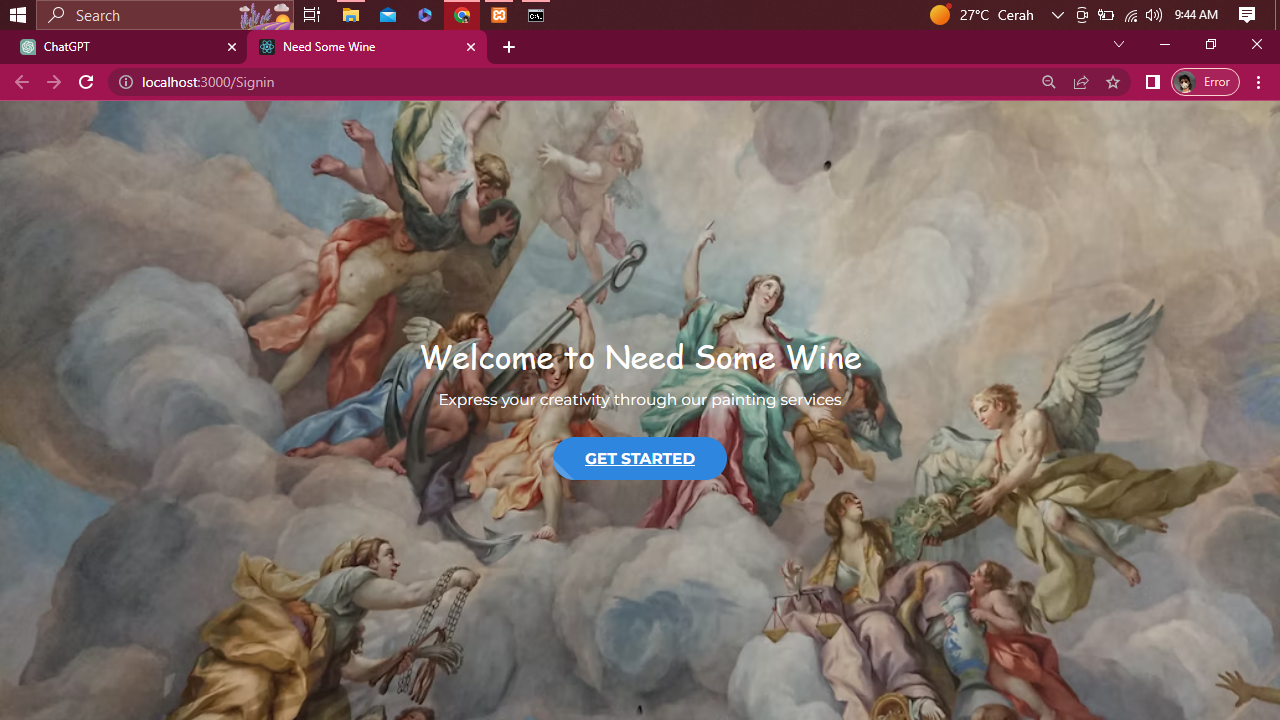 Search
27°C Cerah
9:44 AM
ChatGPT
Need Some Wine
localhost:3000/Signin
Error
Welcome to Need Some Wine
Express your creativity through our painting services
GET STARTED